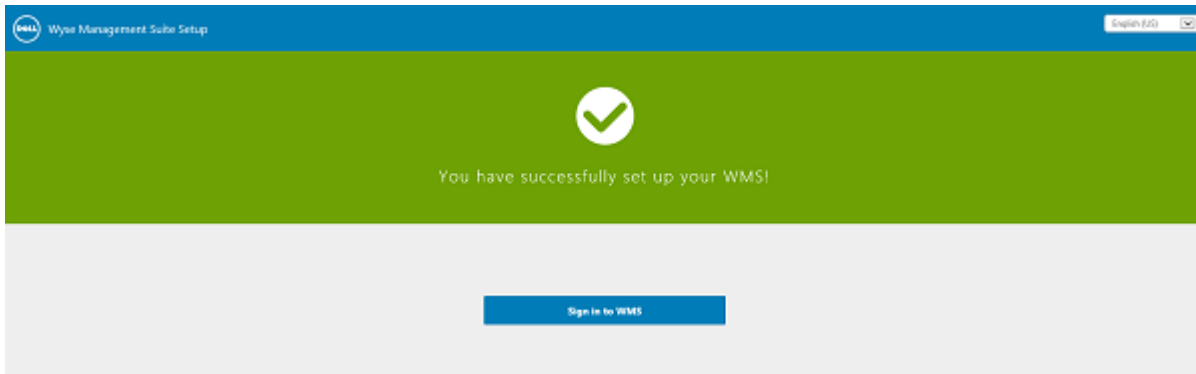 DELL
Wyse Management Suite Setup
English (US)
You have successfully set up your WMS!
Sign in to WMS